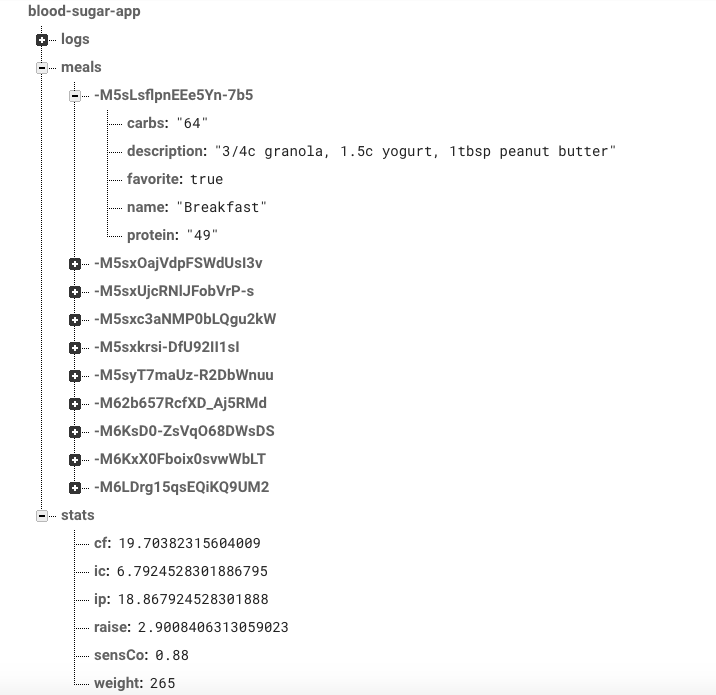 blood-sugar-app
logs
meals
-M5sLsflpnEEe5Yn-7b5
carbs: "64"
description: "3/4c granola, 1.5c yogurt, 1tbsp peanut butter"
favorite: true
name: "Breakfast"
protein: "49"
-M5sxOajVdpFSWdUsI3v
-M5sxUjcRNlJFobVrP-s
-M5sxc3aNMP0bLQgu2kW
-M5sxkrsi-DfU92II1sI
-M5syT7maUz-R2DbWnuu
-M62b657RcfXD_Aj5RMd
-M6KsD0-ZsVqO68DWsDS
-M6KxX0Fboix0svwWbLT
-M6LDrg15qsEQiKQ9UM2
stats
cf: 19.70382315604009
ic: 6.7924528301886795
ip: 18.867924528301888
raise: 2.9008406313059023
sensCo: 0.88
weight: 265